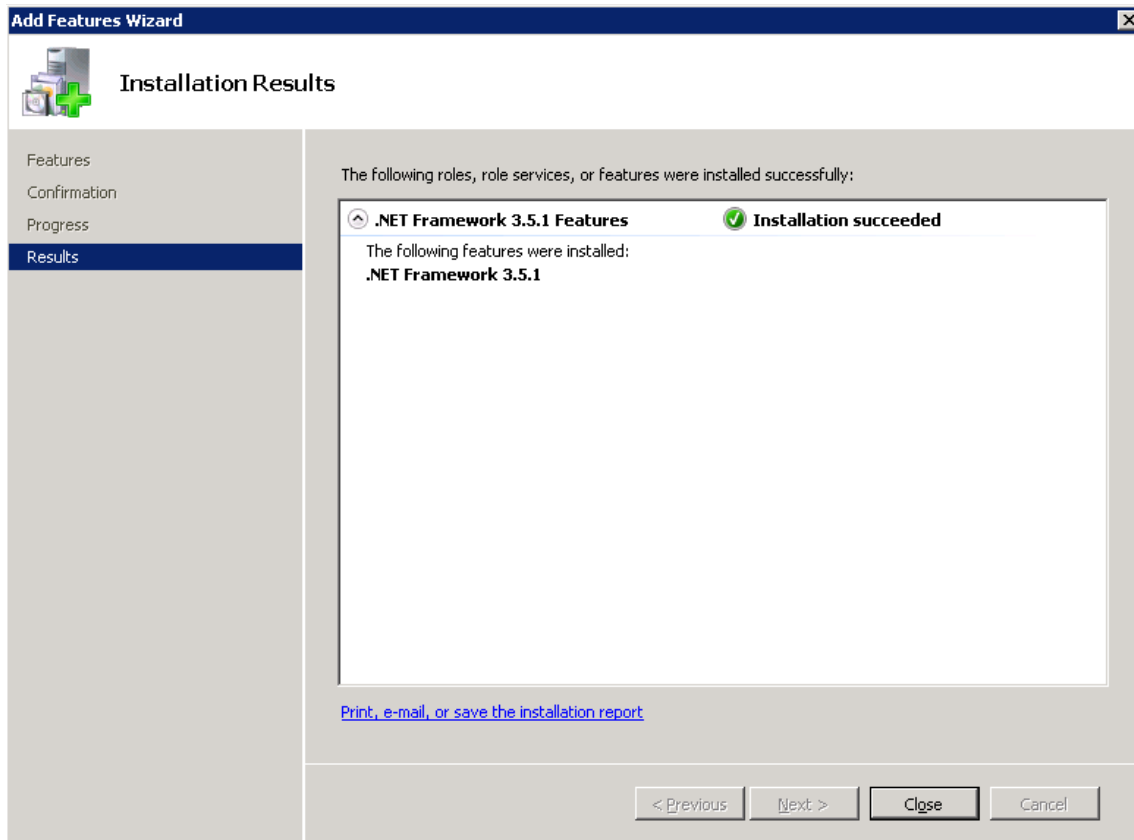 Add Features Wizard
Installation Results
Features
Confirmation
Progress
Results
The following roles, role services, or features were installed successfully:
.NET Framework 3.5.1 Features
Installation succeeded
The following features were installed:
.NET Framework 3.5.1
Print, e-mail, or save the installation report
< Previous
Next >
Close
Cancel